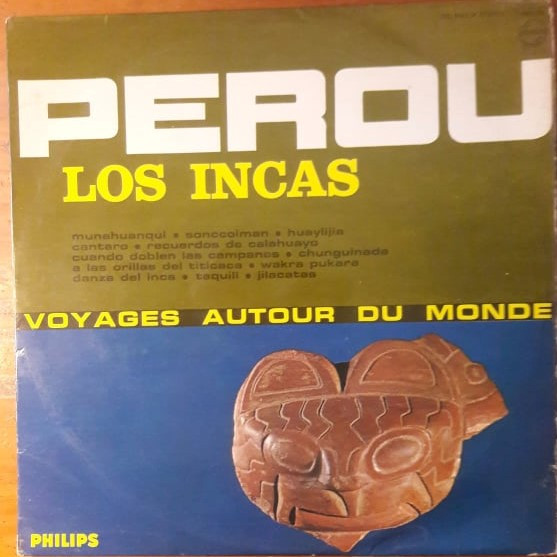 PEROU
LOS INCAS
munahuanqui • sonccoiman • huaylijia
cantaro • recuerdos de calahuayo
cuando doblen las campanas • chunguinada
a las orillas del titicaca • wakra pukara
danza del inca • taquili • jilacatas
VOYAGES AUTOUR DU MONDE
PHILIPS